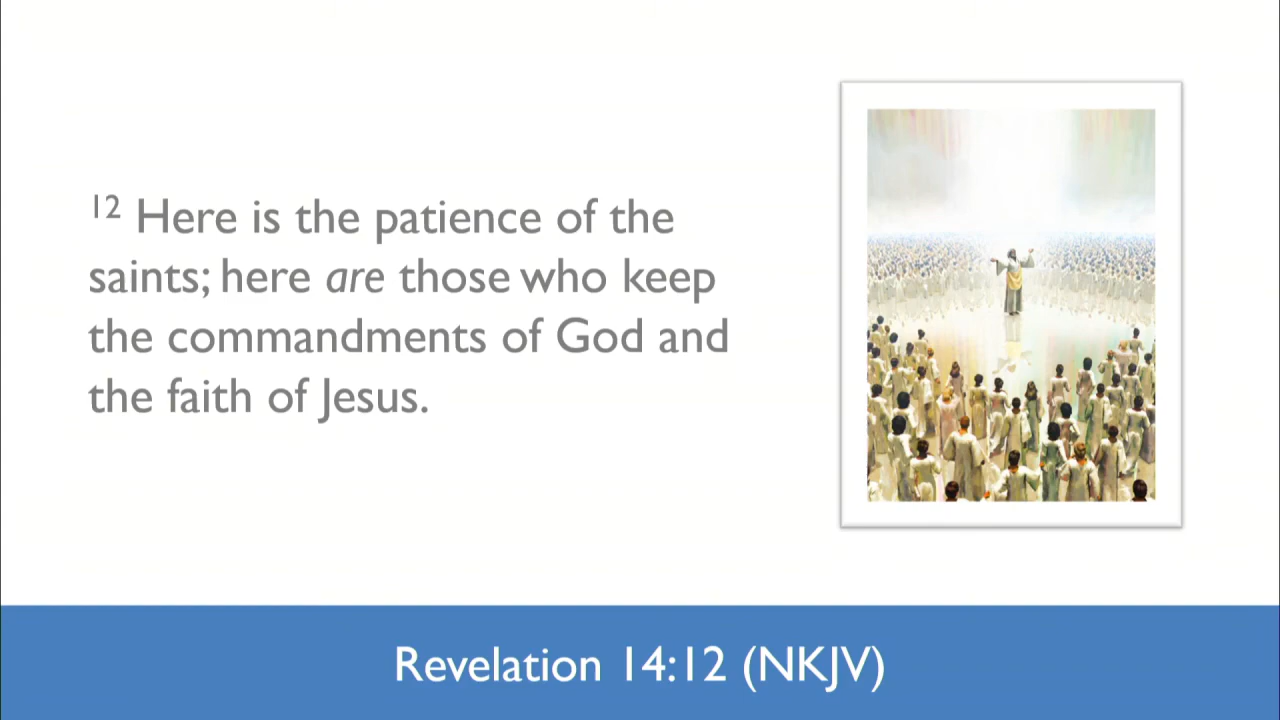 12 Here is the patience of the
saints; here are those who keep
the commandments of God and
the faith of Jesus.
Revelation 14:12 (NKJV)